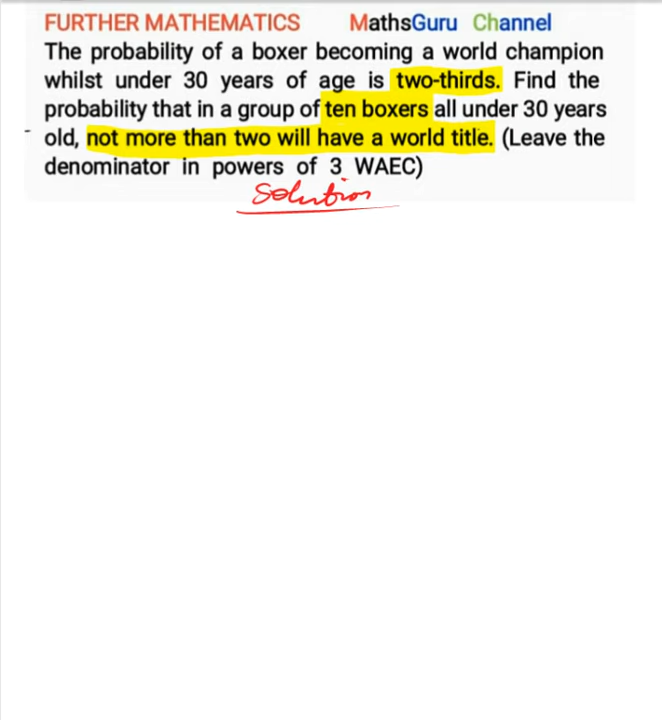 FURTHER MATHEMATICS MathsGuru Channel
The probability of a boxer becoming a world champion
whilst under 30 years of age is two-thirds. Find the
probability that in a group of ten boxers all under 30 years
old, not more than two will have a world title. (Leave the
denominator in powers of 3 WAEC)
Solution